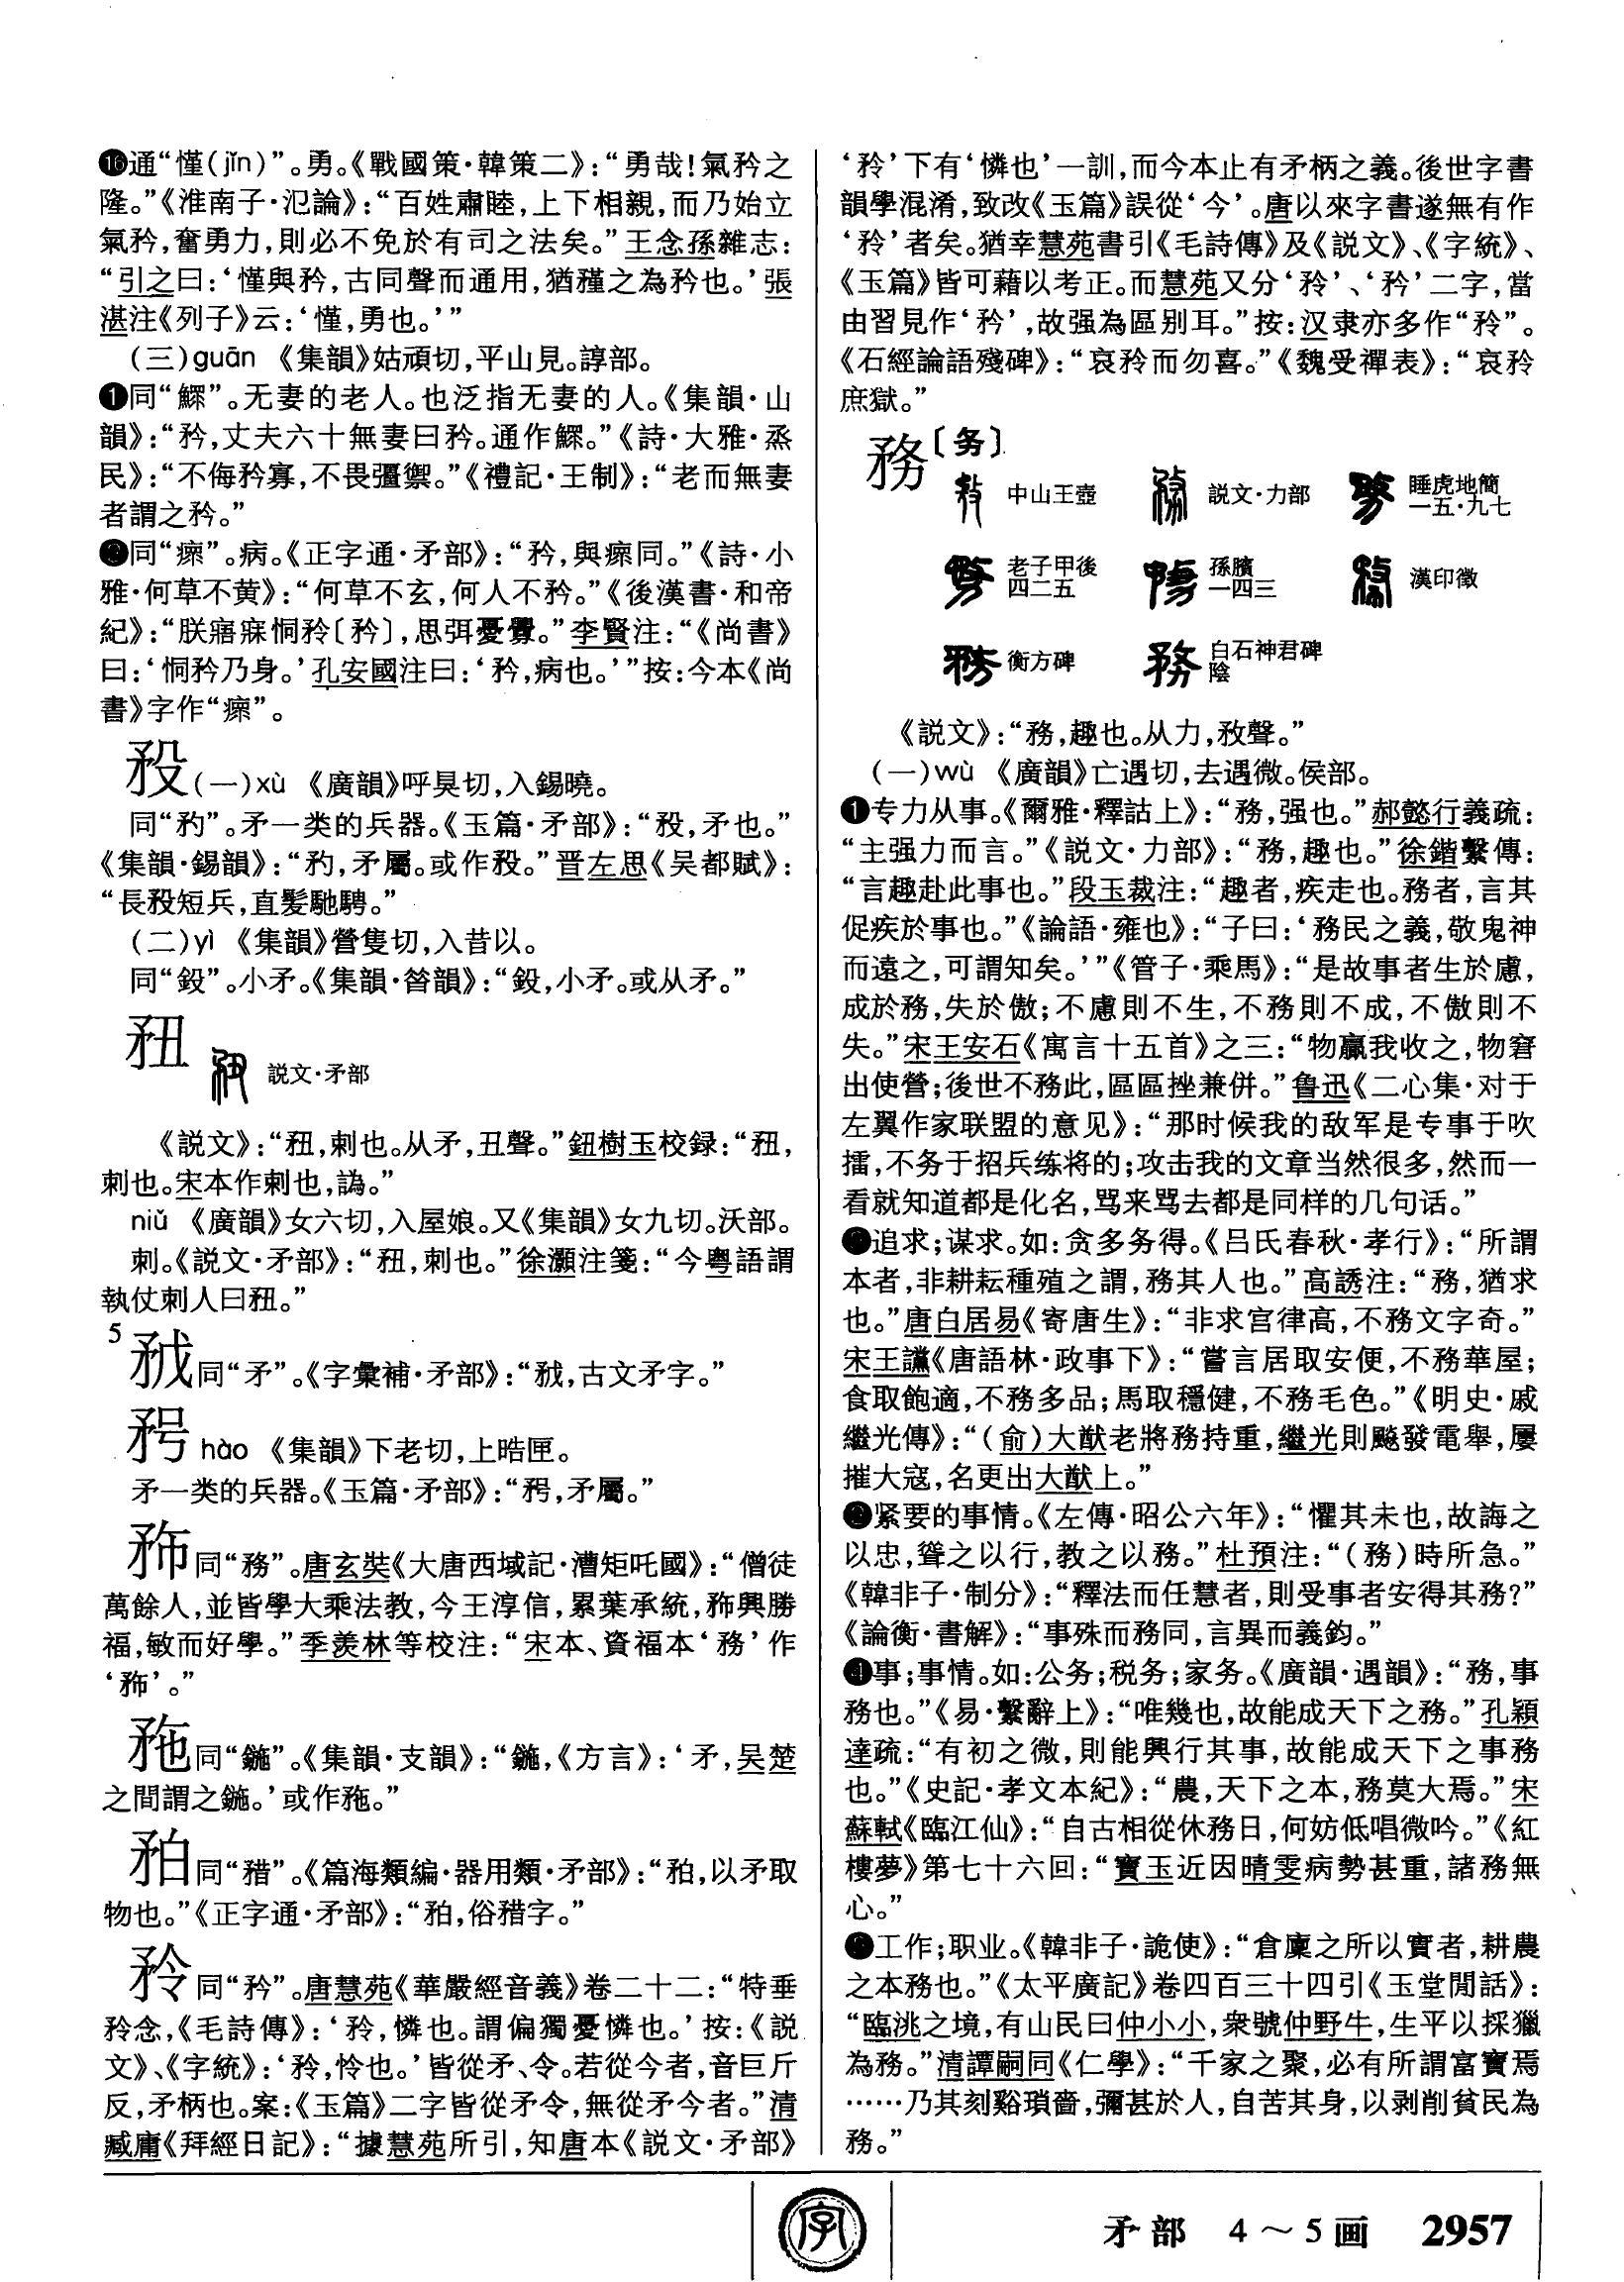 ⓰通“慬(jǐn)”。勇。《戰國策·韓策二》：“勇哉！氣矜之
隆。”《淮南子·氾論》：“百姓肅睦，上下相親，而乃始立
氣矜，奮勇力，則必不免於有司之法矣。”王念孫雜志：
“引之曰：‘慬與矜，古同聲而通用，猶矝之為矜也。’張
湛注《列子》云：‘慬，勇也。’”
(三)guān 《集韻》姑頑切，平山見。諄部。
❶同“鰥”。无妻的老人。也泛指无妻的人。《集韻·山
韻》：“矜，丈夫六十無妻曰矜。通作鰥。”《詩·大雅·烝
民》：“不侮矜寡，不畏彊禦。”《禮記·王制》：“老而無妻
者謂之矜。”
❷同“瘝”。病。《正字通·矛部》：“矜，與瘝同。”《詩·小
雅·何草不黄》：“何草不玄，何人不矜。”《後漢書·和帝
紀》：“朕寤寐恫矝〔矜〕，思弭憂釁。”李賢注：“《尚書》
曰：‘恫矜乃身。’孔安國注曰：‘矜，病也。’”按：今本《尚
書》字作“瘝”。
䂆(一)xù 《廣韻》呼狊切，入錫曉。
同“𥍟”。矛一类的兵器。《玉篇·矛部》：“䂆，矛也。”
《集韻·錫韻》：“𥍟，矛屬。或作䂆。”晋左思《吴都賦》：
“長䂆短兵，直髪馳騁。”
(二)yì 《集韻》營隻切，入昔以。
同“鈠”。小矛。《集韻·㫺韻》：“鈠，小矛。或从矛。”
䂇
説文·矛部
《説文》：“䂇，刺也。从矛，丑聲。”鈕樹玉校録：“䂇，
刺也。宋本作剌也，譌。”
niǔ 《廣韻》女六切，入屋娘。又《集韻》女九切。沃部。
刺。《説文·矛部》：“䂇，刺也。”徐灝注箋：“今粤語謂
執仗刺人曰䂇。”
5
𥍝同“矛”。《字彙補·矛部》：“𥍝，古文矛字。”
hào 《集韻》下老切，上晧匣。
矛一类的兵器。《玉篇·矛部》：“，矛屬。”
同“務”。唐玄奘《大唐西域記·漕矩吒國》：“僧徒
萬餘人，並皆學大乘法教，今王淳信，累葉承統，興勝
福，敏而好學。”季羡林等校注：“宋本、資福本‘務’作
‘’。”
䂠同“鍦”。《集韻·支韻》：“鍦，《方言》：‘矛，吴楚
之間謂之鍦。’或作䂠。”
同“矠”。《篇海類編·器用類·矛部》：“，以矛取
物也。”《正字通·矛部》：“，俗矠字。”
矝同“矜”。唐慧苑《華嚴經音義》卷二十二：“特垂
矝念，《毛詩傳》：‘矝，憐也。謂偏獨憂憐也。’按：《説
文》、《字統》：‘矝，怜也。’皆從矛、令。若從今者，音巨斤
反，矛柄也。案：《玉篇》二字皆從矛令，無從矛今者。”清
臧庸《拜經日記》：“據慧苑所引，知唐本《説文·矛部》
‘矝’下有‘憐也’一訓，而今本止有矛柄之義。後世字書
韻學混淆，致改《玉篇》誤從‘今’。唐以來字書遂無有作
‘矝’者矣。猶幸慧苑書引《毛詩傳》及《説文》、《字統》、
《玉篇》皆可藉以考正。而慧苑又分‘矝’、‘矜’二字，當
由習見作‘矜’，故强為區别耳。”按：汉隶亦多作“矝”。
《石經論語殘碑》：“哀矝而勿喜。”《魏受禪表》：“哀矝
庶獄。”
務〔务〕
中山王壺 説文·力部 睡虎地簡一五·九七
老子甲後四二五 孫臏一四三 漢印徵
衡方碑 白石神君碑陰
《説文》：“務，趣也。从力，敄聲。”
(一)wù 《廣韻》亡遇切，去遇微。侯部。
❶专力从事。《爾雅·釋詁上》：“務，强也。”郝懿行義疏：
“主强力而言。”《説文·力部》：“務，趣也。”徐鍇繫傳：
“言趣赴此事也。”段玉裁注：“趣者，疾走也。務者，言其
促疾於事也。”《論語·雍也》：“子曰：‘務民之義，敬鬼神
而遠之，可謂知矣。’”《管子·乘馬》：“是故事者生於慮，
成於務，失於傲；不慮則不生，不務則不成，不傲則不
失。”宋王安石《寓言十五首》之三：“物贏我收之，物窘
出使營；後世不務此，區區挫兼併。”鲁迅《二心集·对于
左翼作家联盟的意见》：“那时候我的敌军是专事于吹
擂，不务于招兵练将的；攻击我的文章当然很多，然而一
看就知道都是化名，骂来骂去都是同样的几句话。”
❷追求；谋求。如：贪多务得。《吕氏春秋·孝行》：“所謂
本者，非耕耘種殖之謂，務其人也。”高誘注：“務，猶求
也。”唐白居易《寄唐生》：“非求宫律高，不務文字奇。”
宋王讜《唐語林·政事下》：“嘗言居取安便，不務華屋；
食取飽適，不務多品；馬取穩健，不務毛色。”《明史·戚
繼光傳》：“(俞)大猷老將務持重，繼光則飈發電舉，屢
摧大寇，名更出大猷上。”
❸紧要的事情。《左傳·昭公六年》：“懼其未也，故誨之
以忠，聳之以行，教之以務。”杜預注：“(務)時所急。”
《韓非子·制分》：“釋法而任慧者，則受事者安得其務？”
《論衡·書解》：“事殊而務同，言異而義鈞。”
❹事；事情。如：公务；税务；家务。《廣韻·遇韻》：“務，事
務也。”《易·繫辭上》：“唯幾也，故能成天下之務。”孔穎
達疏：“有初之微，則能興行其事，故能成天下之事務
也。”《史記·孝文本紀》：“農，天下之本，務莫大焉。”宋
蘇軾《臨江仙》：“自古相從休務日，何妨低唱微吟。”《紅
樓夢》第七十六回：“寶玉近因晴雯病勢甚重，諸務無
心。”
❺工作；职业。《韓非子·詭使》：“倉廩之所以實者，耕農
之本務也。”《太平廣記》卷四百三十四引《玉堂閒話》：
“臨洮之境，有山民曰仲小小，衆號仲野牛，生平以採獵
為務。”清譚嗣同《仁學》：“千家之聚，必有所謂富實焉
……乃其刻谿瑣嗇，彌甚於人，自苦其身，以剥削貧民為
務。”
字
矛部 4～5画 2957